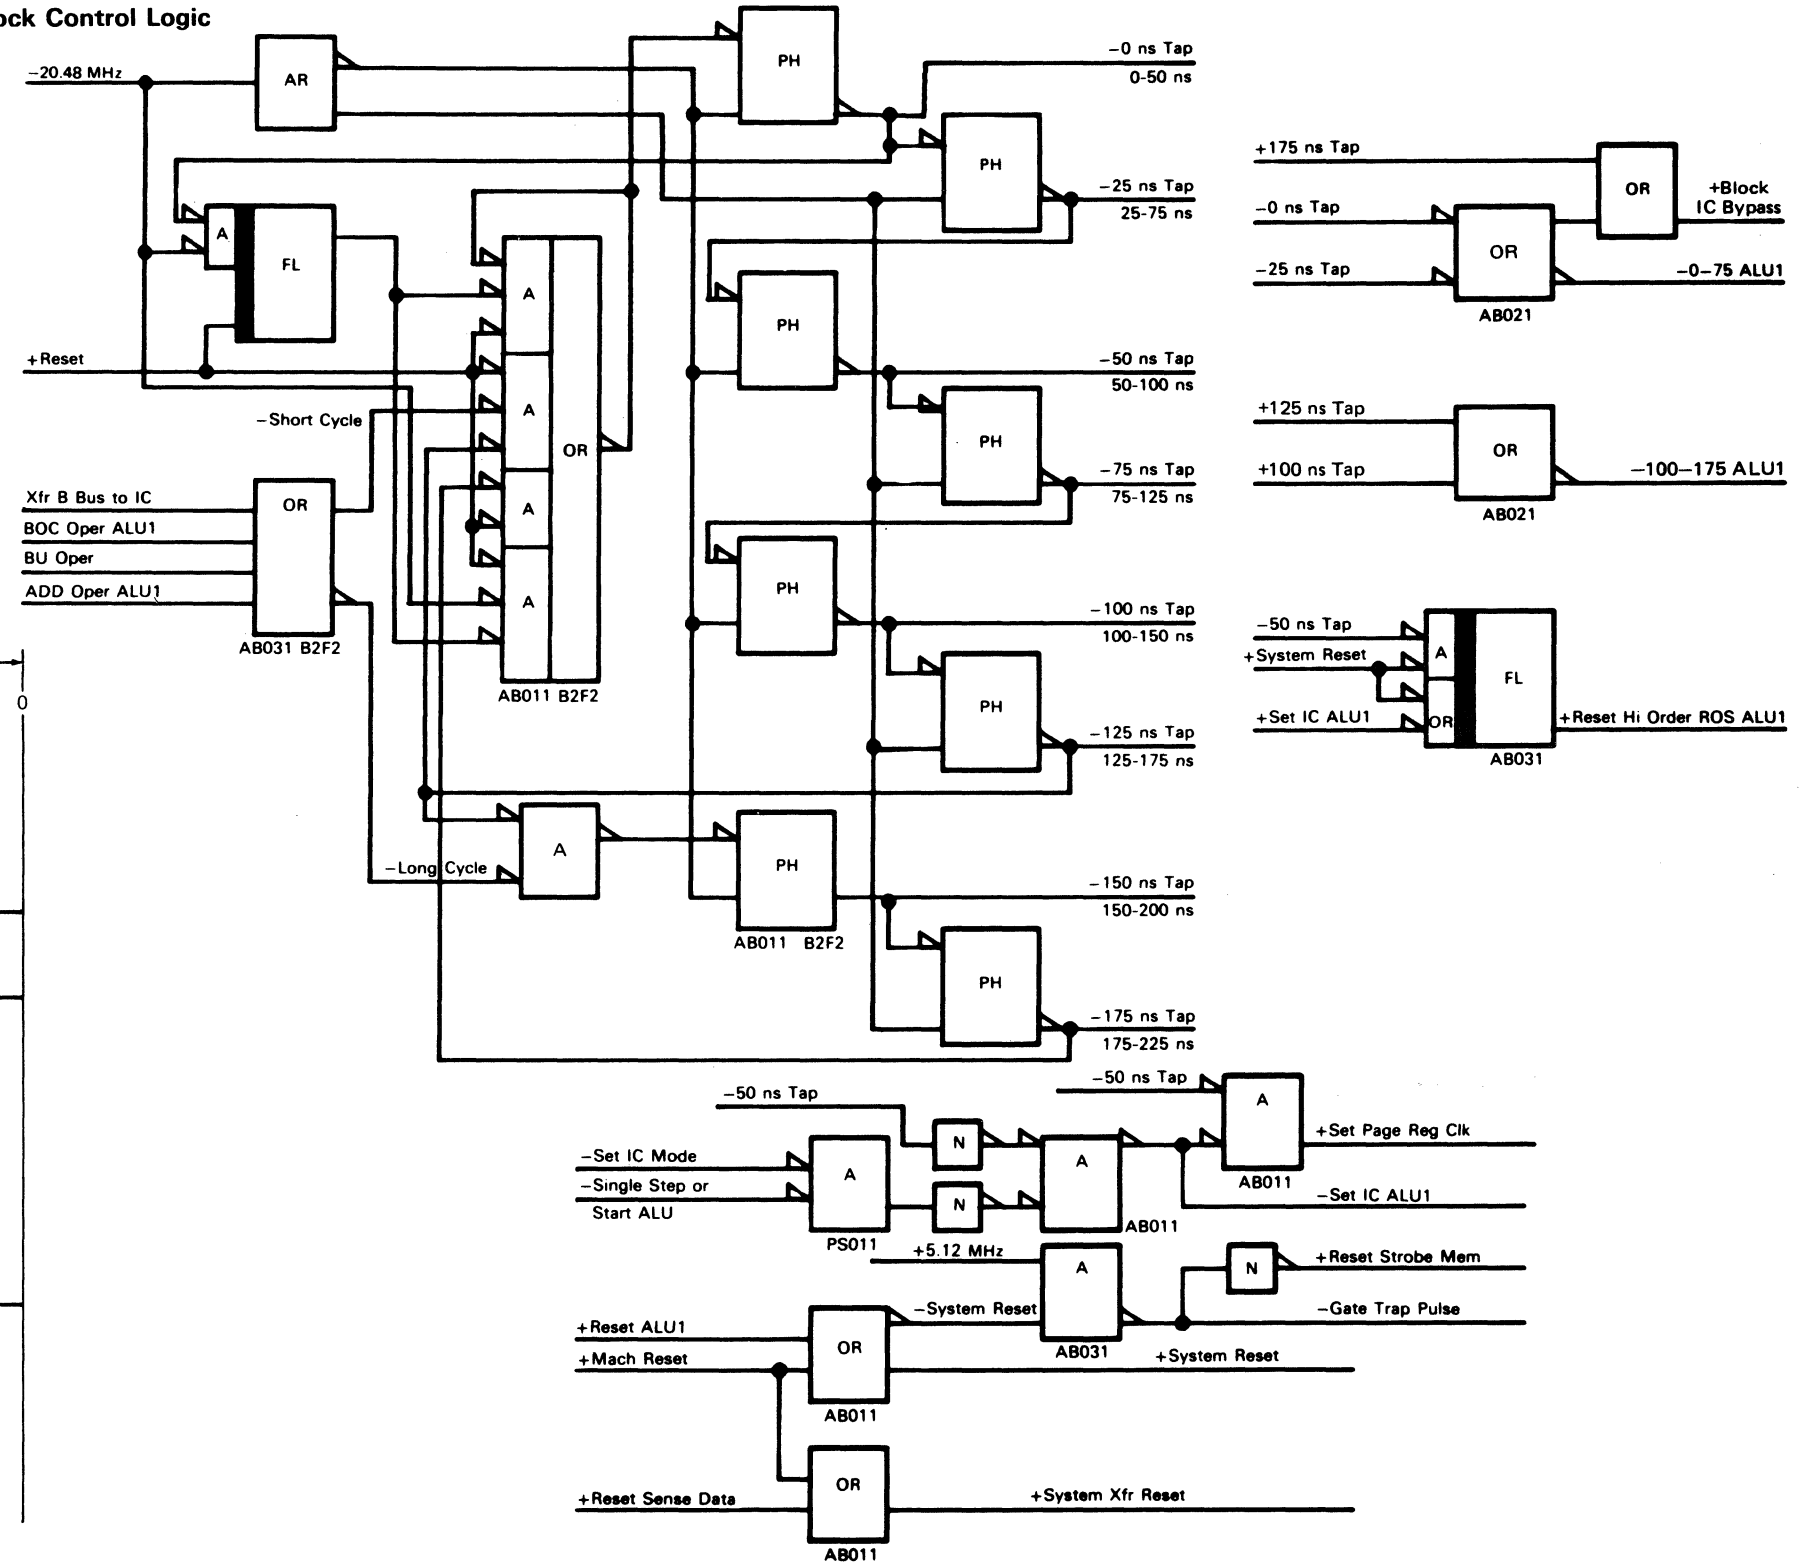 ock Control Logic
−20.48 MHz
AR
PH
−0 ns Tap
0-50 ns
PH
−25 ns Tap
25-75 ns
A
FL
+Reset
−Short Cycle
A
A
A
A
OR
AB011 B2F2
Xfr B Bus to IC
BOC Oper ALU1
BU Oper
ADD Oper ALU1
OR
AB031 B2F2
0
PH
−50 ns Tap
50-100 ns
PH
−75 ns Tap
75-125 ns
PH
−100 ns Tap
100-150 ns
PH
−125 ns Tap
125-175 ns
−Long Cycle
A
PH
AB011 B2F2
−150 ns Tap
150-200 ns
PH
−175 ns Tap
175-225 ns
+175 ns Tap
−0 ns Tap
−25 ns Tap
OR
OR
AB021
+Block
IC Bypass
−0−75 ALU1
+125 ns Tap
+100 ns Tap
OR
AB021
−100−175 ALU1
−50 ns Tap
+System Reset
+Set IC ALU1
A
OR
FL
AB031
+Reset Hi Order ROS ALU1
−50 ns Tap
−Set IC Mode
−Single Step or
Start ALU
A
PS011
N
N
A
AB011
−50 ns Tap
A
AB011
+Set Page Reg Clk
−Set IC ALU1
+5.12 MHz
−System Reset
A
AB031
N
+Reset Strobe Mem
−Gate Trap Pulse
+Reset ALU1
+Mach Reset
OR
AB011
+System Reset
+Reset Sense Data
OR
AB011
+System Xfr Reset